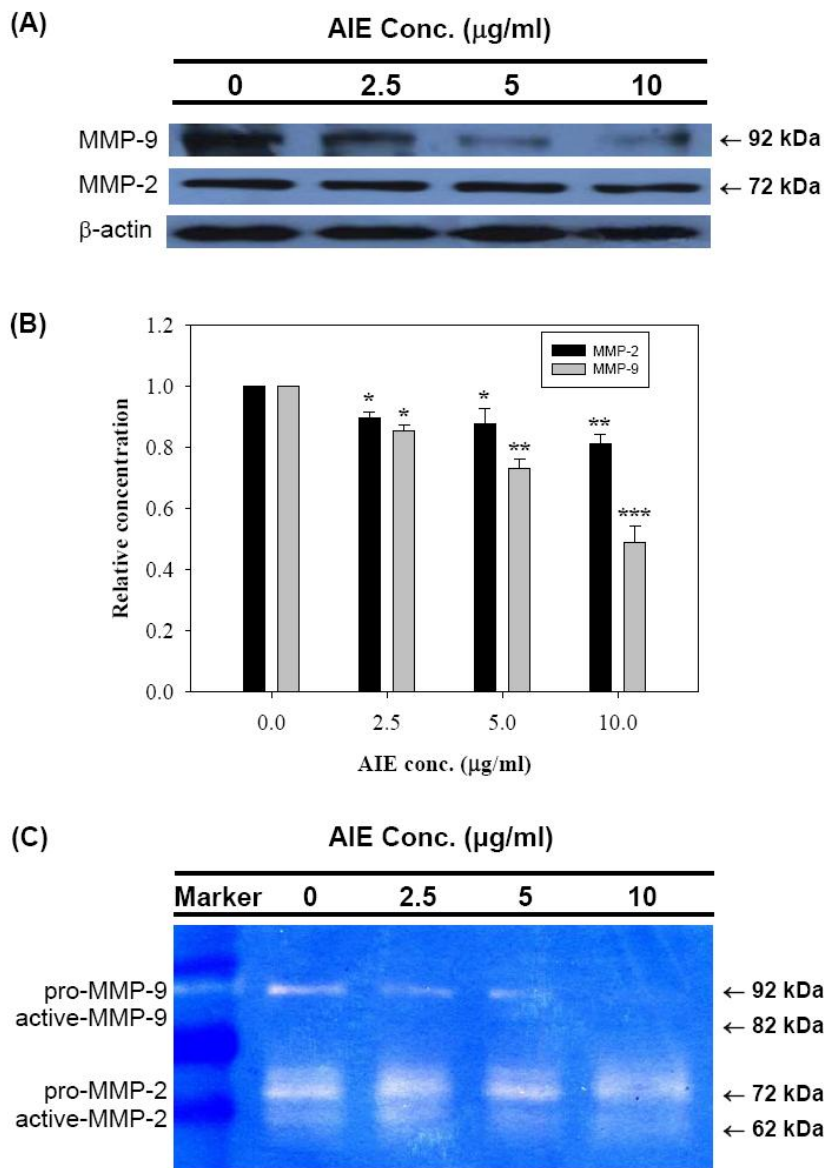 (A)
AIE Conc. (μg/ml)
0 2.5 5 10
MMP-9 ← 92 kDa
MMP-2 ← 72 kDa
β-actin
(B)
1.2
1.0
0.8
0.6
0.4
0.2
0.0
Relative concentration
MMP-2
MMP-9
* * * ** ** ***
0.0 2.5 5.0 10.0
AIE conc. (μg/ml)
(C)
AIE Conc. (μg/ml)
Marker 0 2.5 5 10
pro-MMP-9 ← 92 kDa
active-MMP-9 ← 82 kDa
pro-MMP-2 ← 72 kDa
active-MMP-2 ← 62 kDa